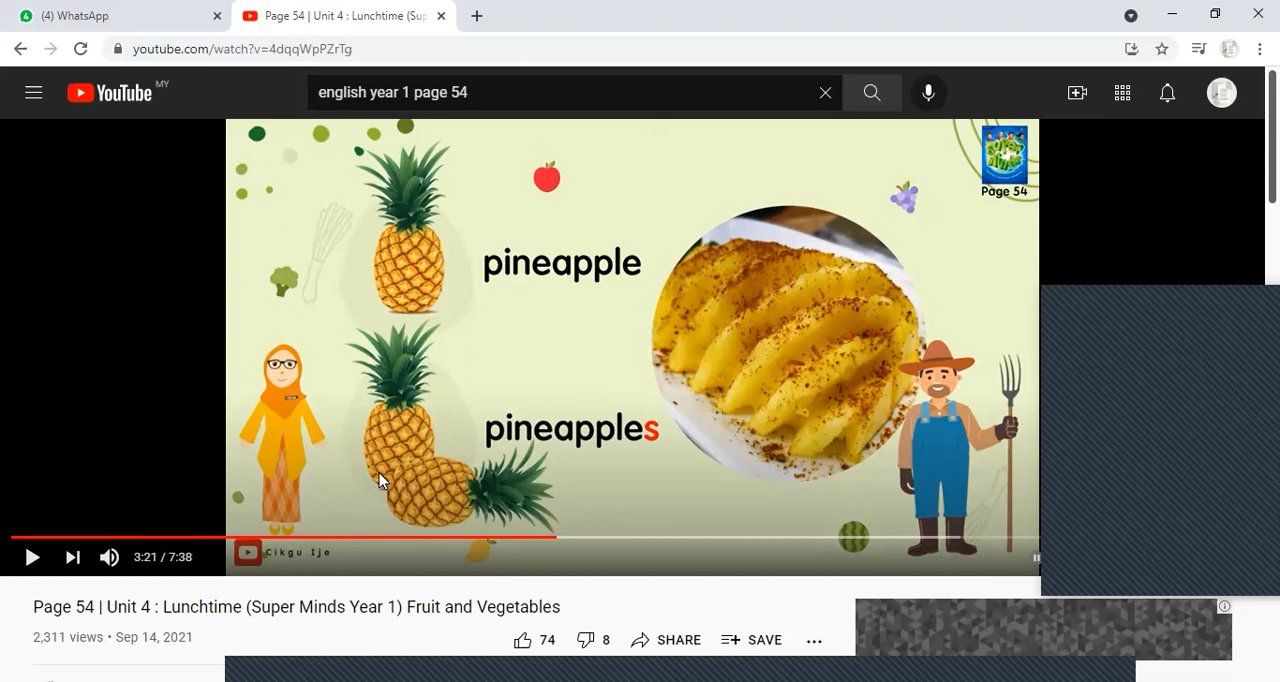 (4) WhatsApp
Page 54 | Unit 4 : Lunchtime (Sup
youtube.com/watch?v=4dqqWpPZrTg
YouTube MY
english year 1 page 54
SUPER MINDS
Page 54
pineapple
pineapples
Cikgu Ije
3:21 / 7:38
Page 54 | Unit 4 : Lunchtime (Super Minds Year 1) Fruit and Vegetables
2,311 views • Sep 14, 2021
74
8
SHARE
SAVE